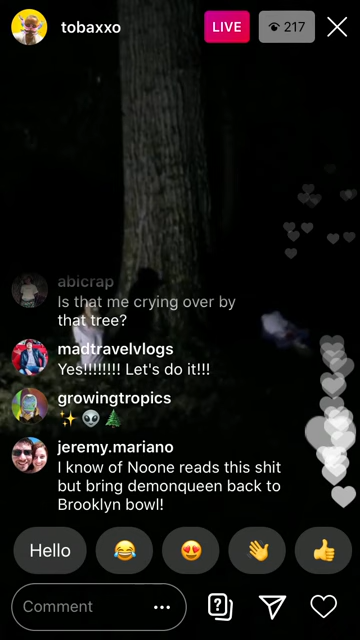 tobaxxo
LIVE
217
abicrap
Is that me crying over by
that tree?
madtravelvlogs
Yes!!!!!!!! Let's do it!!!
growingtropics
✨👽🌲
jeremy.mariano
I know of Noone reads this shit
but bring demonqueen back to
Brooklyn bowl!
Hello 😂 😍 👋 👍
Comment